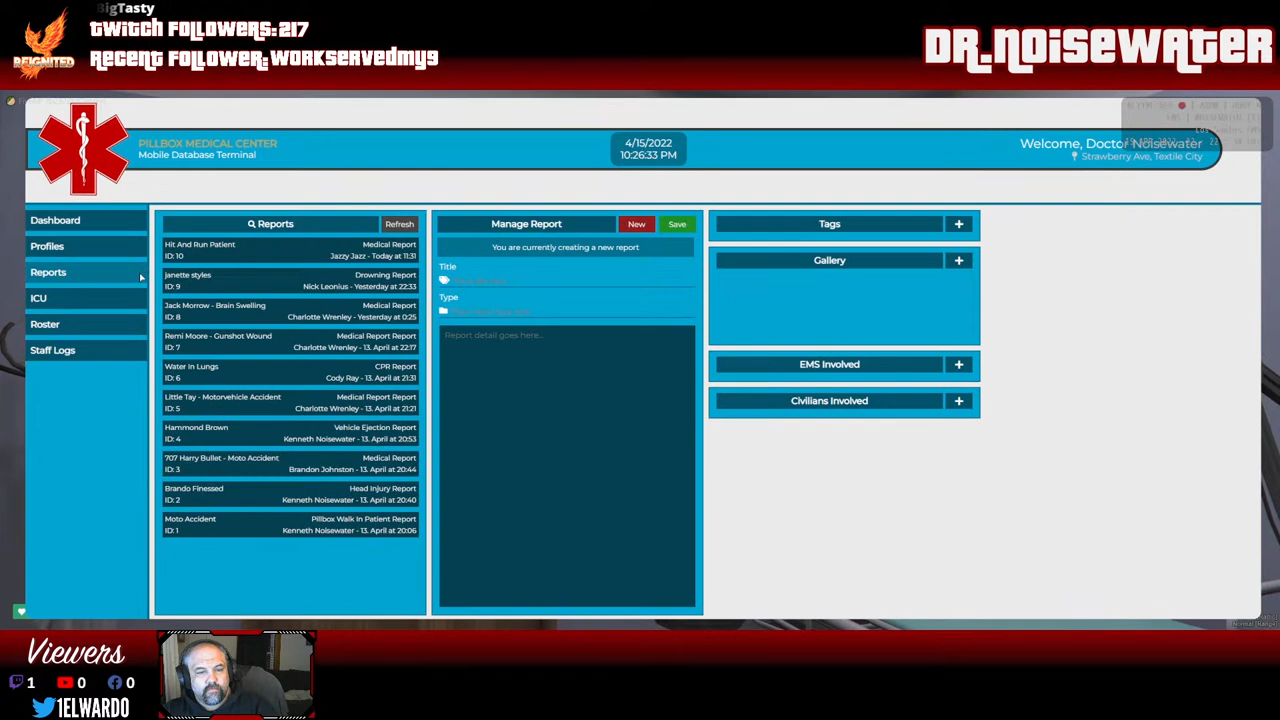 BigTasty
TWITCH FOLLOWERS:217
RECENT FOLLOWER:WORKSERVEDMY9
REIGNITED
DR.NOISEWATER
PILLBOX MEDICAL CENTER
Mobile Database Terminal
4/15/2022
10:26:33 PM
Welcome, Doctor Noisewater
Strawberry Ave, Textile City
Dashboard
Profiles
Reports
ICU
Roster
Staff Logs
Reports
Refresh
Hit And Run Patient
Medical Report
ID: 10
Jazzy Jazz - Today at 11:31
janette styles
Drowning Report
ID: 9
Nick Leonius - Yesterday at 22:33
Jack Morrow - Brain Swelling
Medical Report
ID: 8
Charlotte Wrenley - Yesterday at 0:25
Remi Moore - Gunshot Wound
Medical Report
ID: 7
Charlotte Wrenley - 13. April at 22:17
Water In Lungs
CPR Report
ID: 6
Cody Ray - 13. April at 21:31
Little Tay - Motorvehicle Accident
Medical Report Report
ID: 5
Charlotte Wrenley - 13. April at 21:21
Hammond Brown
Vehicle Ejection Report
ID: 4
Kenneth Noisewater - 13. April at 20:53
707 Harry Bullet - Moto Accident
Medical Report
ID: 3
Brandon Johnston - 13. April at 20:44
Brando Finessed
Head Injury Report
ID: 2
Kenneth Noisewater - 13. April at 20:40
Moto Accident
Pillbox Walk In Patient Report
ID: 1
Kenneth Noisewater - 13. April at 20:06
Manage Report
New
Save
You are currently creating a new report
Title
Type
Report detail goes here...
Tags
+
Gallery
+
EMS Involved
+
Civilians Involved
+
Viewers
1
0
0
1ELWARDO